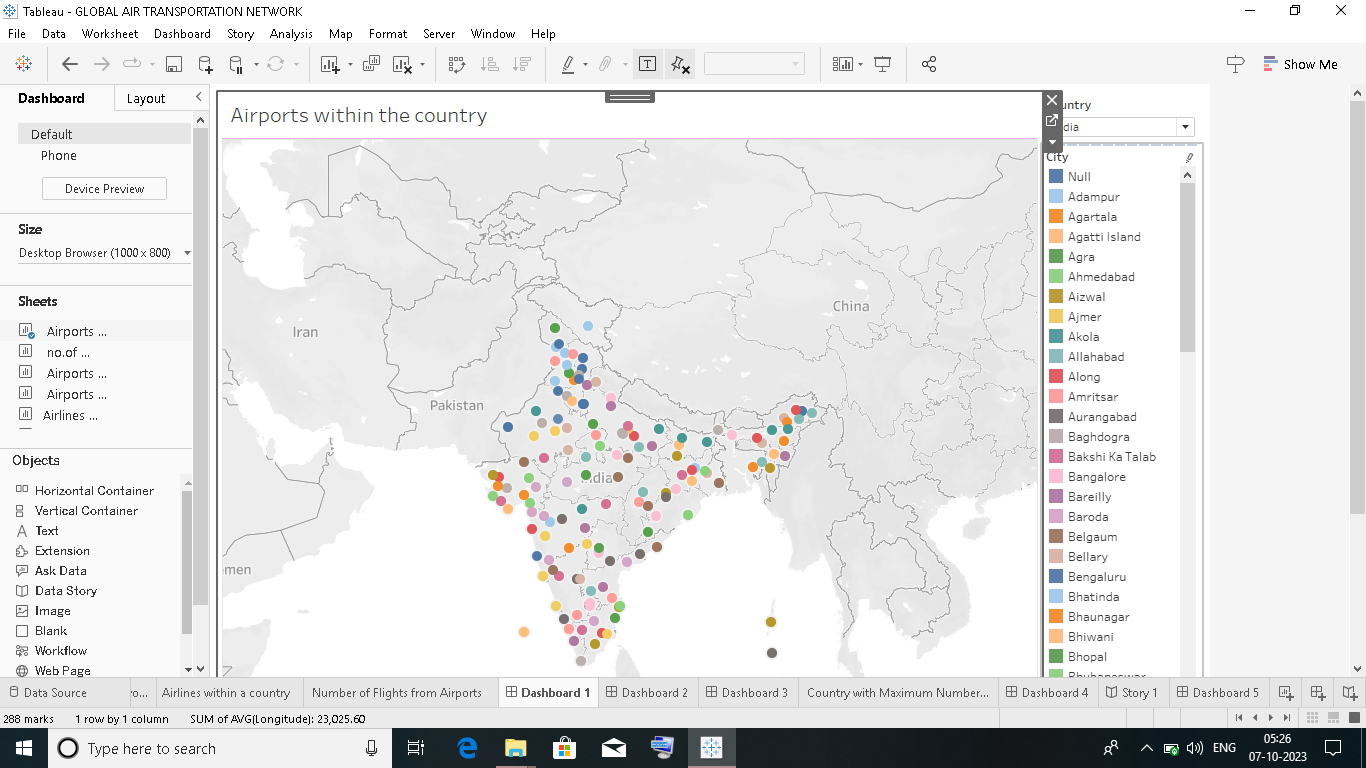 Tableau - GLOBAL AIR TRANSPORTATION NETWORK
File Data Worksheet Dashboard Story Analysis Map Format Server Window Help
Show Me
Dashboard Layout
Default
Phone
Device Preview
Size
Desktop Browser (1000 x 800)
Sheets
Airports ...
no.of ...
Airports ...
Airports ...
Airlines ...
Objects
Horizontal Container
Vertical Container
Text
Extension
Ask Data
Data Story
Image
Blank
Workflow
Web Page
Airports within the country
Iran
Pakistan
China
India
men
untry
dia
City
Null
Adampur
Agartala
Agatti Island
Agra
Ahmedabad
Aizwal
Ajmer
Akola
Allahabad
Along
Amritsar
Aurangabad
Baghdogra
Bakshi Ka Talab
Bangalore
Bareilly
Baroda
Belgaum
Bellary
Bengaluru
Bhatinda
Bhaunagar
Bhiwani
Bhopal
Bhubaneswar
Data Source ro... Airlines within a country Number of Flights from Airports Dashboard 1 Dashboard 2 Dashboard 3 Country with Maximum Number... Dashboard 4 Story 1 Dashboard 5
288 marks 1 row by 1 column SUM of AVG(Longitude): 23,025.60
Type here to search
ENG
05:26
07-10-2023